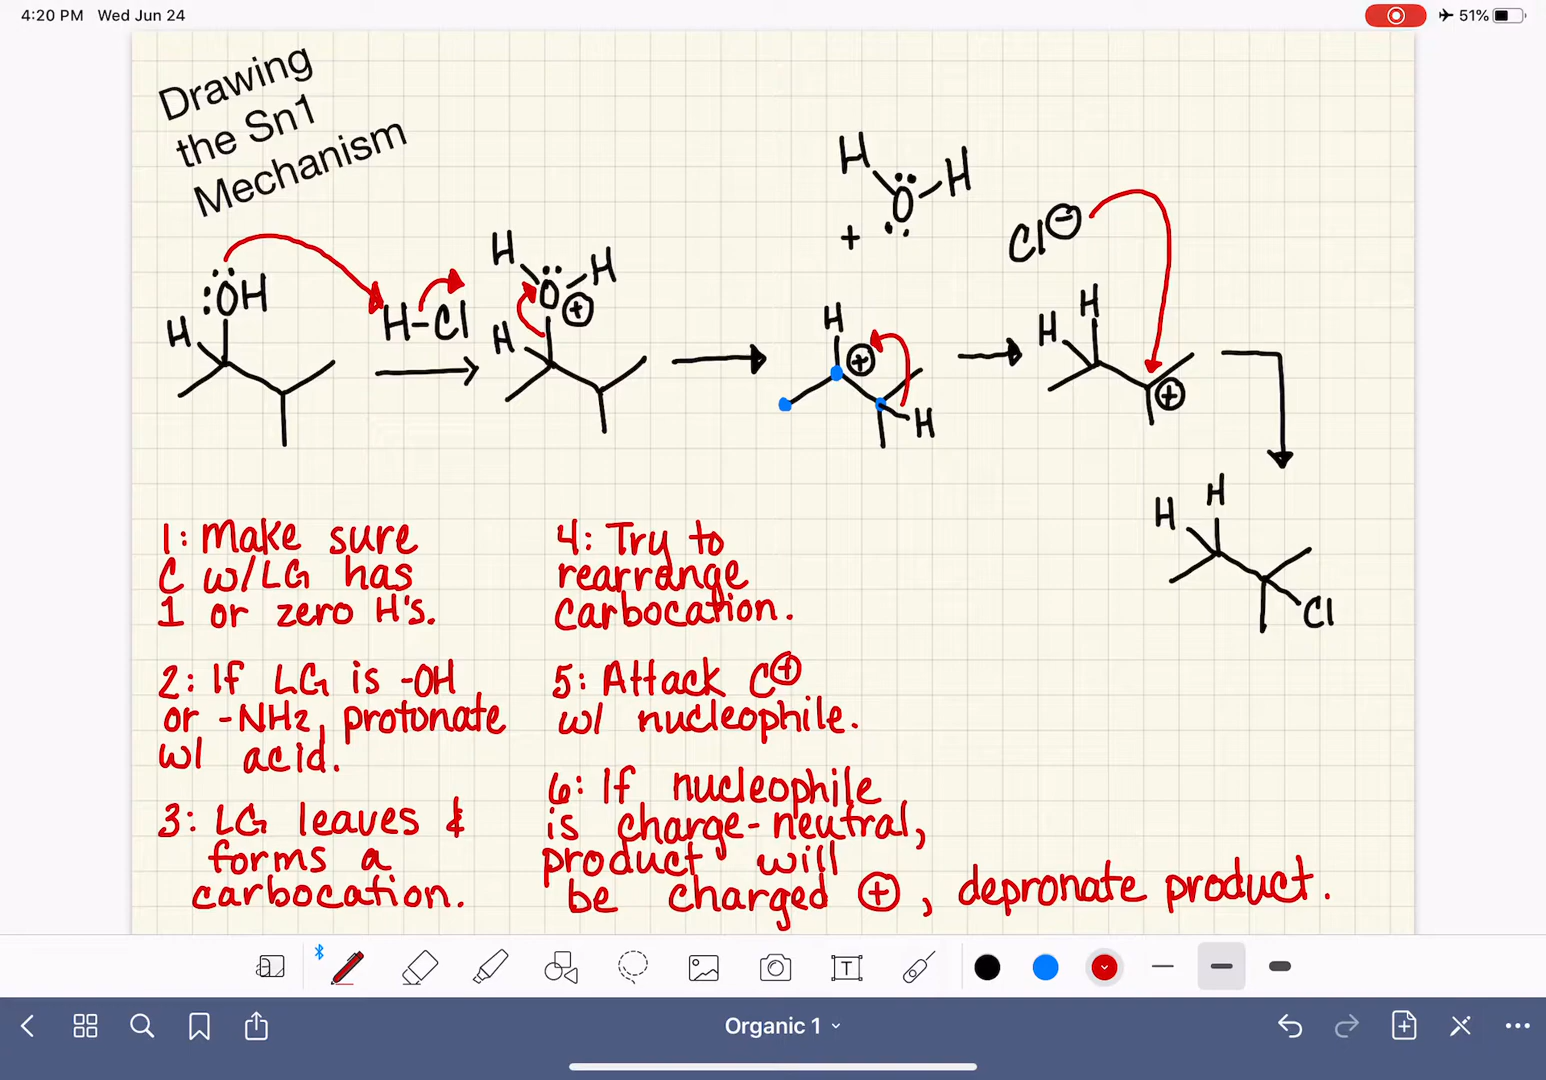 4:20 PM Wed Jun 24
51%
Drawing
the Sn1
Mechanism
H H
:ÖH
H
H-Cl
H
H
O
+
H
+
H
O
H
H
+
H
Cl -
H
H
+
H
H
Cl
1: Make sure
C w/LG has
1 or zero H's.
2: If LG is -OH
or -NH2, protonate
w/ acid.
3: LG leaves &
forms a
carbocation.
4: Try to
rearrange
carbocation.
5: Attack C+
w/ nucleophile.
6: If nucleophile
is charge-neutral,
product will
be charged +, depronate product.
T
Organic 1